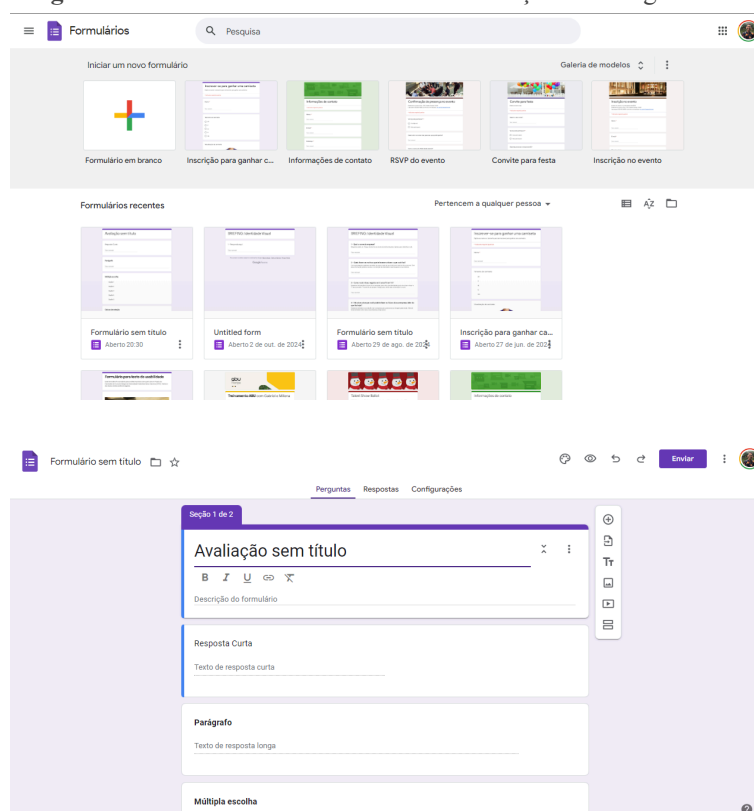 Formulários
Pesquisa
Iniciar um novo formulário
Galeria de modelos
Formulário em branco
Inscrição para ganhar c...
Informações de contato
RSVP do evento
Convite para festa
Inscrição no evento
Formulários recentes
Pertencem a qualquer pessoa
Formulário sem título
Aberto 20:30
Untitled form
Aberto 2 de out. de 2024
Formulário sem título
Aberto 29 de ago. de 2024
Inscrição para ganhar ca...
Aberto 27 de jun. de 2024
Formulário sem título
Enviar
Perguntas
Respostas
Configurações
Seção 1 de 2
Avaliação sem título
B I U
Descrição do formulário
Resposta Curta
Texto de resposta curta
Parágrafo
Texto de resposta longa
Múltipla escolha